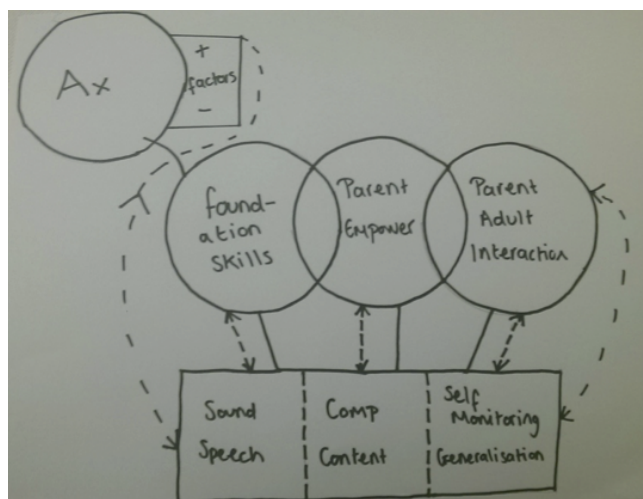 Ax
+
factors
-
found-
ation
skills
Parent
Empower
Parent
Adult
Interaction
Sound
Speech
Comp
Content
Self
Monitoring
Generalisation